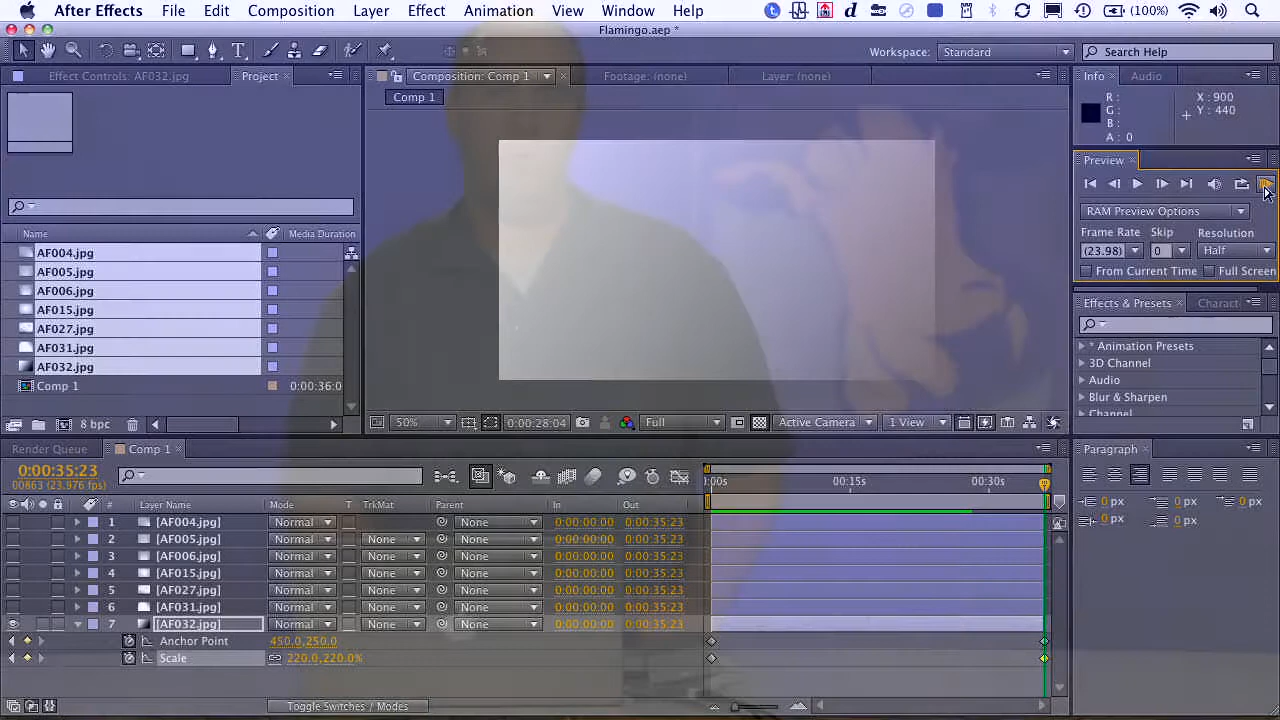 After Effects File Edit Composition Layer Effect Animation View Window Help (100%)
Flamingo.aep *
Workspace: Standard Search Help
Effect Controls: AF032.jpg Project Composition: Comp 1 Footage: (none) Layer: (none) Info Audio
Comp 1
R : X : 900
G : Y : 440
B :
A : 0
Preview
RAM Preview Options
Frame Rate Skip Resolution
(23.98) 0 Half
From Current Time Full Screen
Name Media Duration
AF004.jpg
AF005.jpg
AF006.jpg
AF015.jpg
AF027.jpg
AF031.jpg
AF032.jpg
Comp 1 0:00:36:0
Effects & Presets Charact
* Animation Presets
3D Channel
Audio
Blur & Sharpen
Channel
8 bpc
50% 0:00:28:04 Full Active Camera 1 View
Render Queue Comp 1 Paragraph
0:00:35:23
00863 (23.976 fps)
:00s 00:15s 00:30s
# Layer Name Mode T TrkMat Parent In Out
1 [AF004.jpg] Normal None 0:00:00:00 0:00:35:23
2 [AF005.jpg] Normal None None 0:00:00:00 0:00:35:23
3 [AF006.jpg] Normal None None 0:00:00:00 0:00:35:23
4 [AF015.jpg] Normal None None 0:00:00:00 0:00:35:23
5 [AF027.jpg] Normal None None 0:00:00:00 0:00:35:23
6 [AF031.jpg] Normal None None 0:00:00:00 0:00:35:23
7 [AF032.jpg] Normal None None 0:00:00:00 0:00:35:23
Anchor Point 450.0,250.0
Scale 220.0,220.0%
0 px 0 px 0 px
0 px 0 px
Toggle Switches / Modes